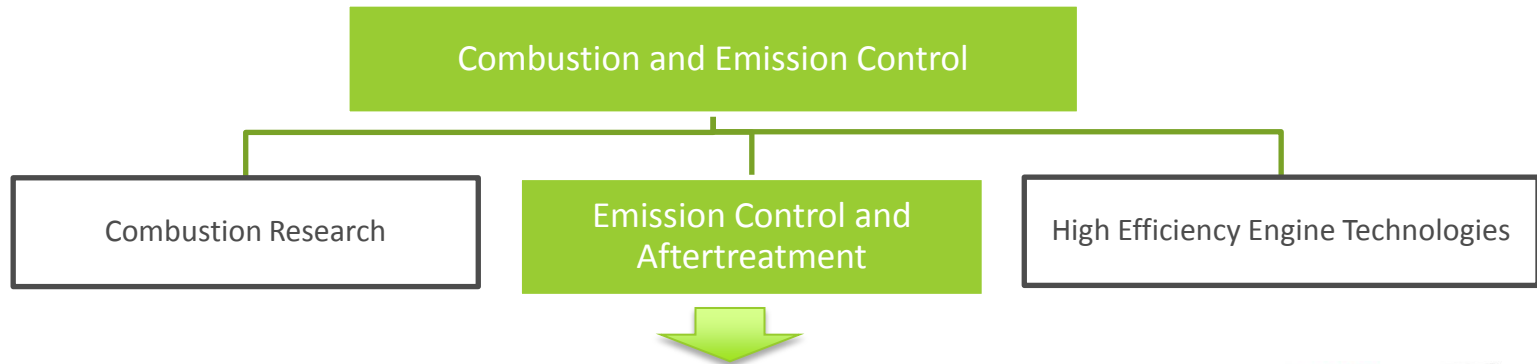 Combustion and Emission Control
Combustion Research
Emission Control and
Aftertreatment
High Efficiency Engine Technologies